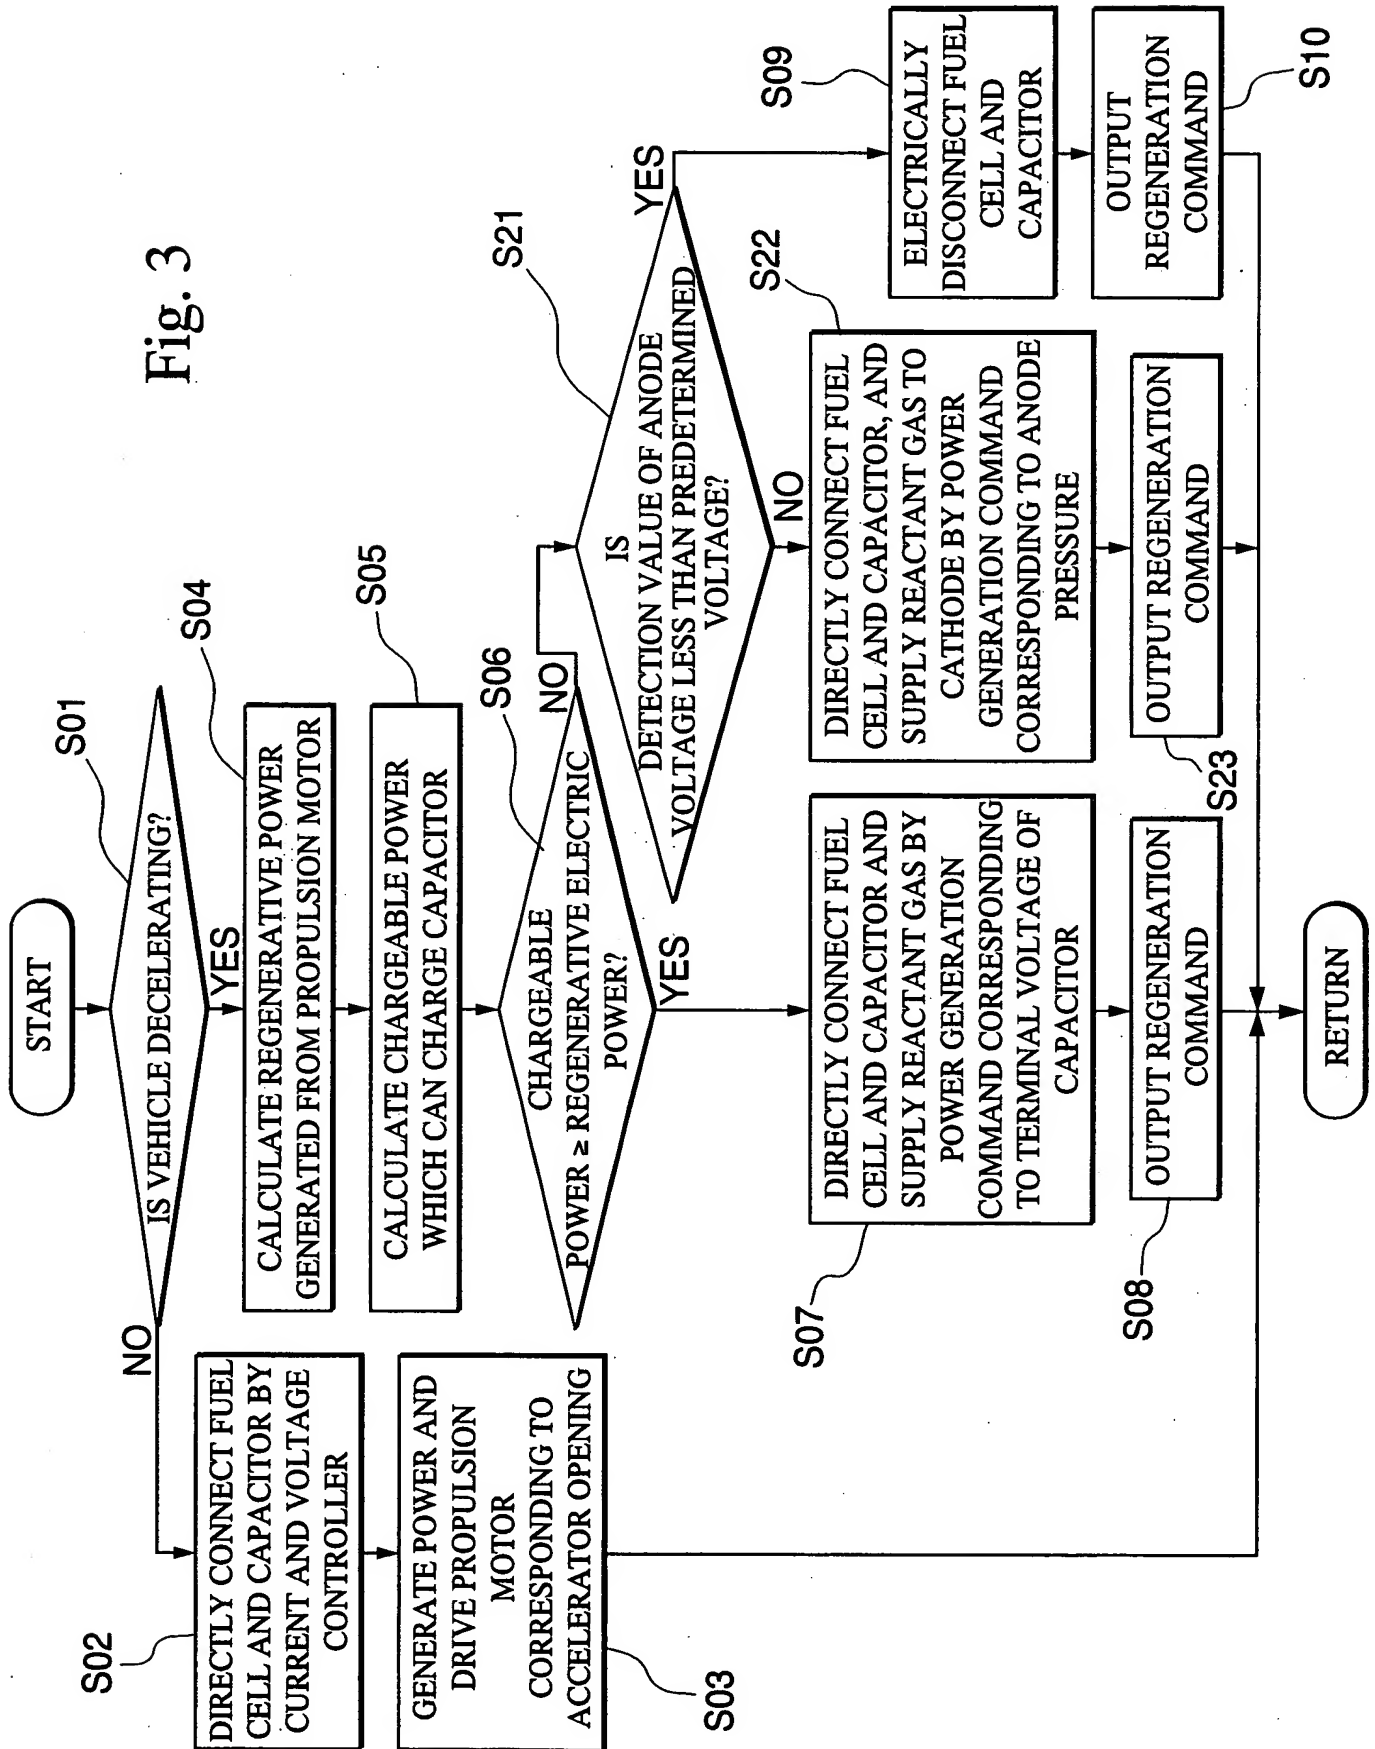 Fig. 3
START
S01
IS VEHICLE DECELERATING?
NO
YES
S02
DIRECTLY CONNECT FUEL
CELL AND CAPACITOR BY
CURRENT AND VOLTAGE
CONTROLLER
GENERATE POWER AND
DRIVE PROPULSION
MOTOR
CORRESPONDING TO
ACCELERATOR OPENING
S03
S04
CALCULATE REGENERATIVE POWER
GENERATED FROM PROPULSION MOTOR
S05
CALCULATE CHARGEABLE POWER
WHICH CAN CHARGE CAPACITOR
S06
CHARGEABLE
POWER ≥ REGENERATIVE ELECTRIC
POWER?
NO
YES
S07
DIRECTLY CONNECT FUEL
CELL AND CAPACITOR AND
SUPPLY REACTANT GAS BY
POWER GENERATION
COMMAND CORRESPONDING
TO TERMINAL VOLTAGE OF
CAPACITOR
S08
OUTPUT REGENERATION
COMMAND
S21
IS
DETECTION VALUE OF ANODE
VOLTAGE LESS THAN PREDETERMINED
VOLTAGE?
YES
NO
S22
DIRECTLY CONNECT FUEL
CELL AND CAPACITOR, AND
SUPPLY REACTANT GAS TO
CATHODE BY POWER
GENERATION COMMAND
CORRESPONDING TO ANODE
PRESSURE
OUTPUT REGENERATION
COMMAND
S23
S09
ELECTRICALLY
DISCONNECT FUEL
CELL AND
CAPACITOR
OUTPUT
REGENERATION
COMMAND
S10
RETURN